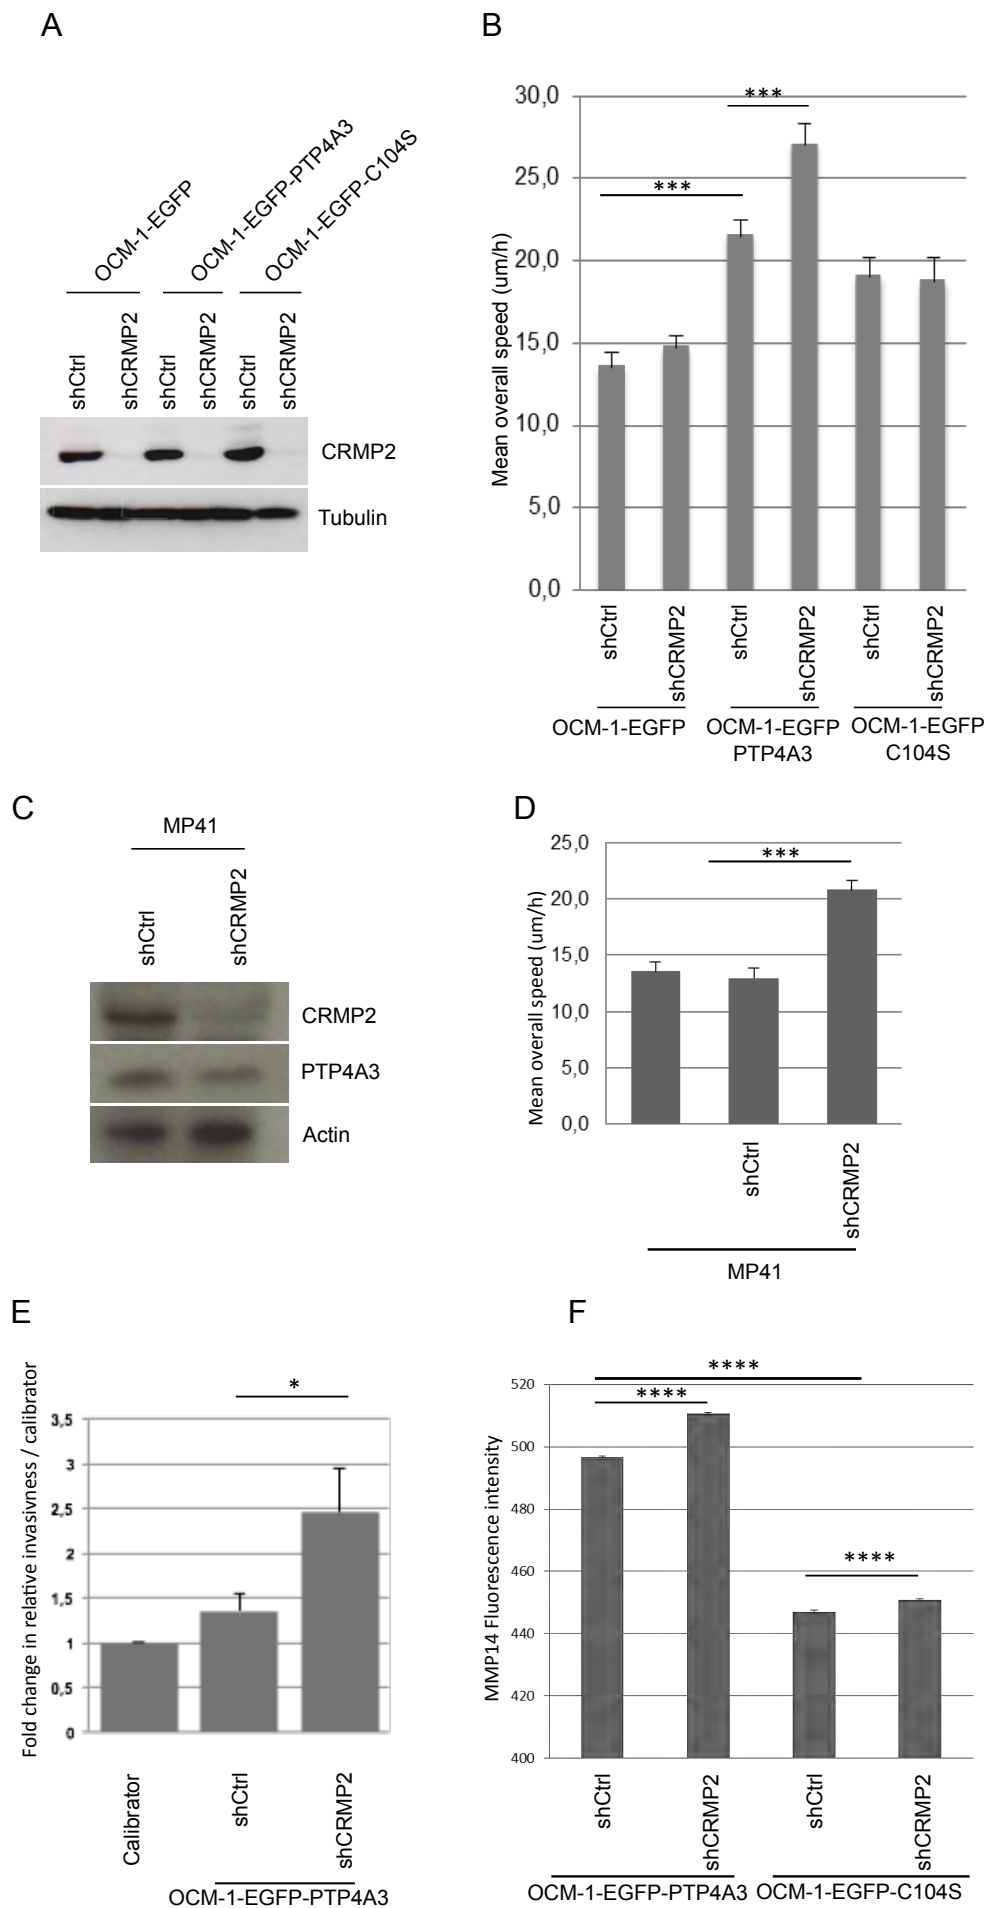 A
OCM-1-EGFP
OCM-1-EGFP-PTP4A3
OCM-1-EGFP-C104S
shCtrl
shCRMP2
shCtrl
shCRMP2
shCtrl
shCRMP2
CRMP2
Tubulin
B
Mean overall speed (um/h)
30,0
25,0
20,0
15,0
10,0
5,0
0,0
***
***
shCtrl
shCRMP2
shCtrl
shCRMP2
shCtrl
shCRMP2
OCM-1-EGFP
OCM-1-EGFP
PTP4A3
OCM-1-EGFP
C104S
C
MP41
shCtrl
shCRMP2
CRMP2
PTP4A3
Actin
D
Mean overall speed (um/h)
25,0
20,0
15,0
10,0
5,0
0,0
***
shCtrl
shCRMP2
MP41
E
Fold change in relative invasivness / calibrator
3,5
3
2,5
2
1,5
1
0,5
0
*
Calibrator
shCtrl
shCRMP2
OCM-1-EGFP-PTP4A3
F
MMP14 Fluorescence intensity
520
500
480
460
440
420
400
****
****
****
shCtrl
shCRMP2
shCtrl
shCRMP2
OCM-1-EGFP-PTP4A3
OCM-1-EGFP-C104S